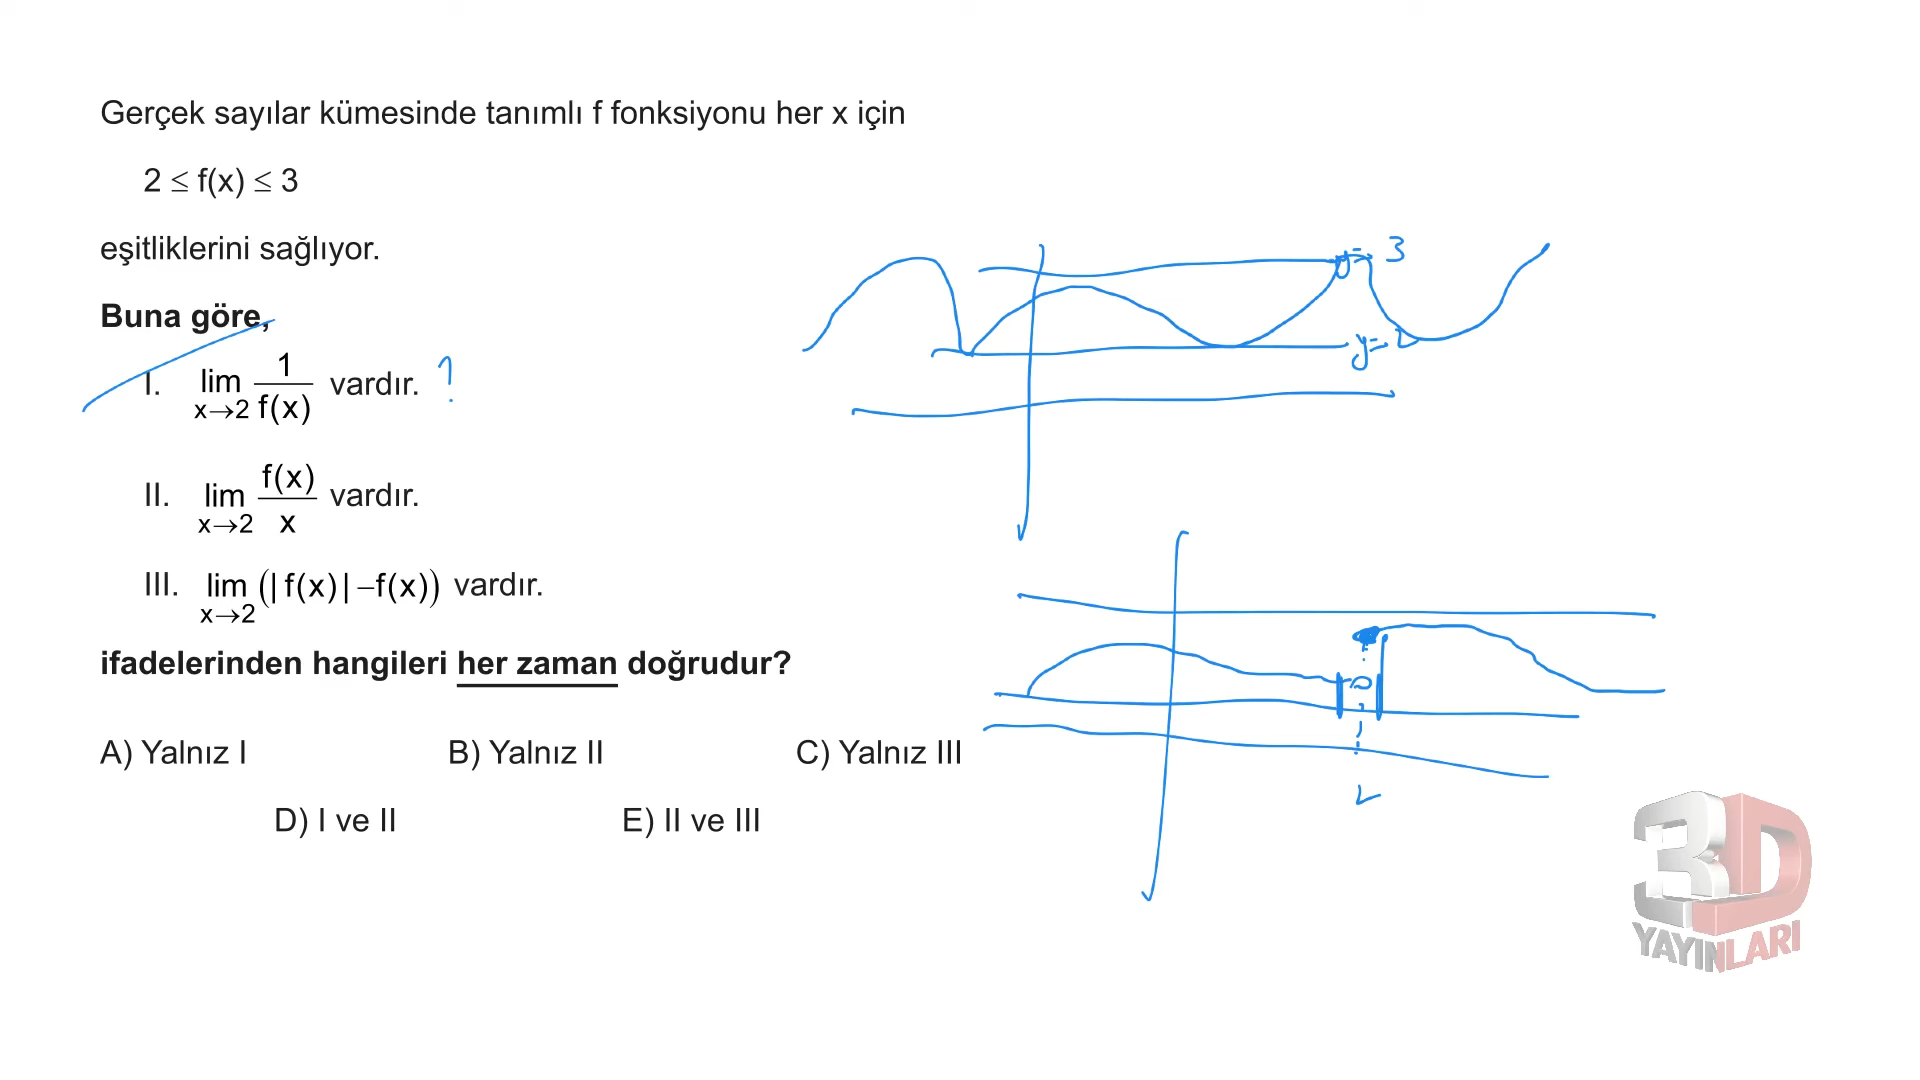 Gerçek sayılar kümesinde tanımlı f fonksiyonu her x için
2 ≤ f(x) ≤ 3
eşitliklerini sağlıyor.
Buna göre,
I. lim x→2 1/f(x) vardır. ?
II. lim x→2 f(x)/x vardır.
III. lim x→2 (|f(x)|−f(x)) vardır.
ifadelerinden hangileri her zaman doğrudur?
A) Yalnız I B) Yalnız II C) Yalnız III
D) I ve II E) II ve III
y= 3
y= 2
2
3D
YAYINLARI